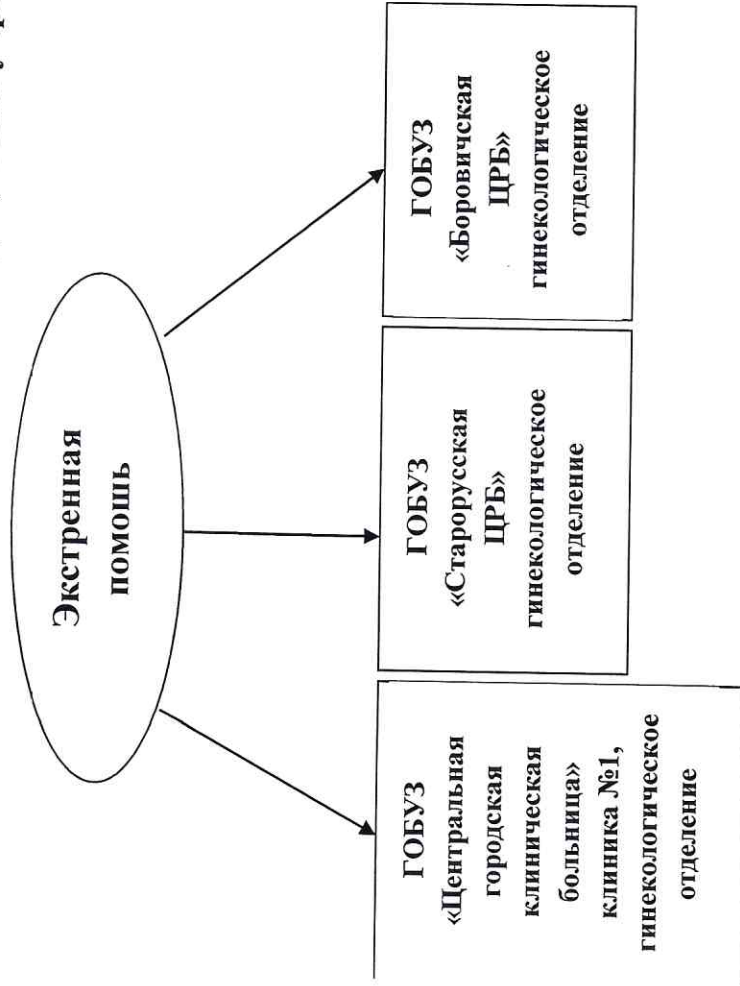 Экстренная
помощь
ГОБУЗ
«Центральная
городская
клиническая
больница»
клиника №1,
гинекологическое
отделение
ГОБУЗ
«Старорусская
ЦРБ»
гинекологическое
отделение
ГОБУЗ
«Боровичская
ЦРБ»
гинекологическое
отделение